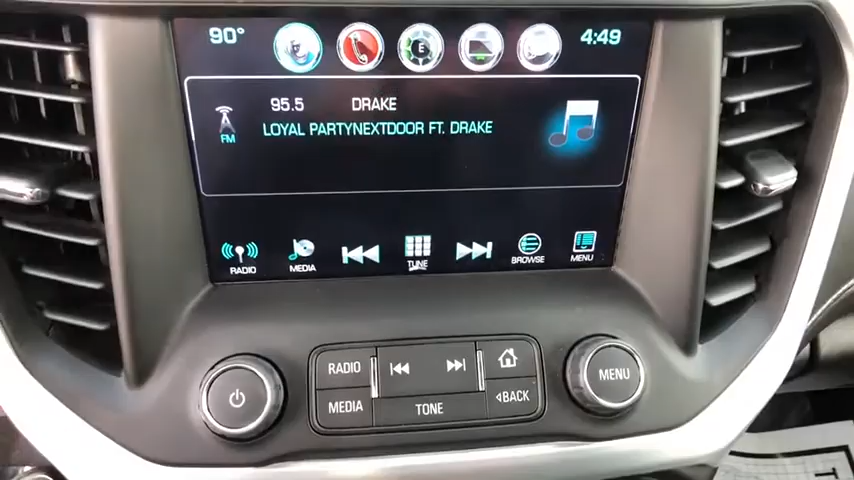 90°
E
4:49
95.5 DRAKE
FM
LOYAL PARTYNEXTDOOR FT. DRAKE
RADIO
MEDIA
TUNE
BROWSE
MENU
RADIO
MEDIA
TONE
BACK
MENU